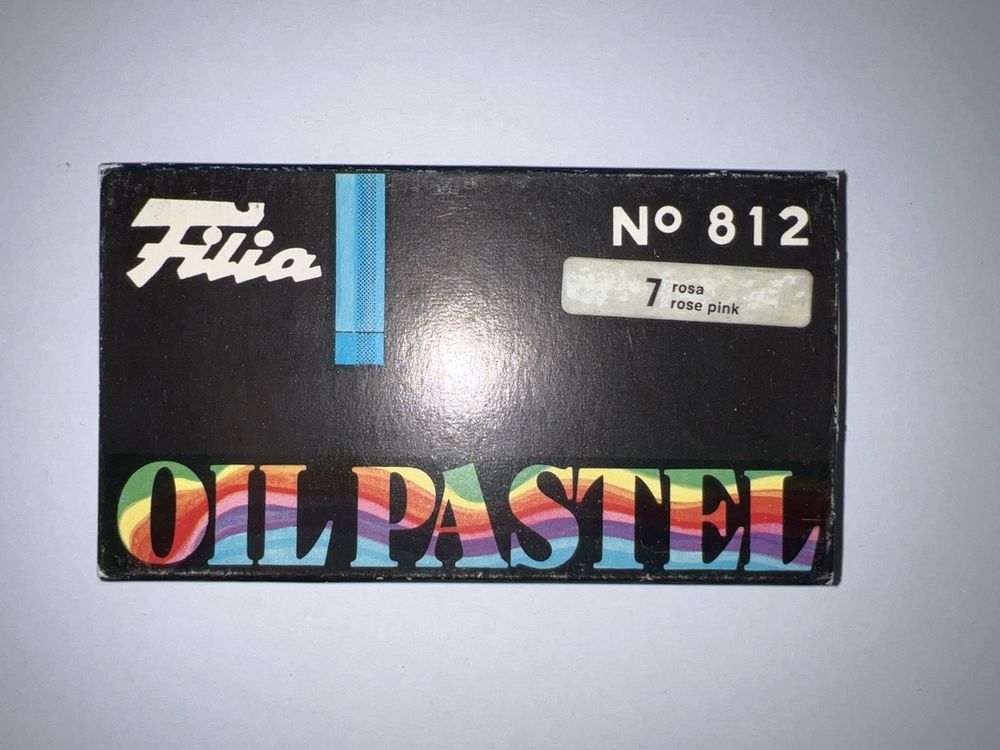 Filia
No 812
7 rosa
rose pink
OIL PASTEL